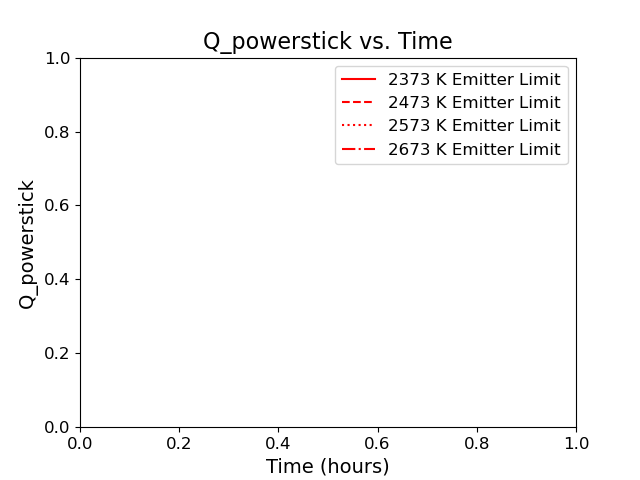 Q_powerstick vs. Time
1.0
0.8
0.6
0.4
0.2
0.0
Q_powerstick
2373 K Emitter Limit
2473 K Emitter Limit
2573 K Emitter Limit
2673 K Emitter Limit
0.0 0.2 0.4 0.6 0.8 1.0
Time (hours)